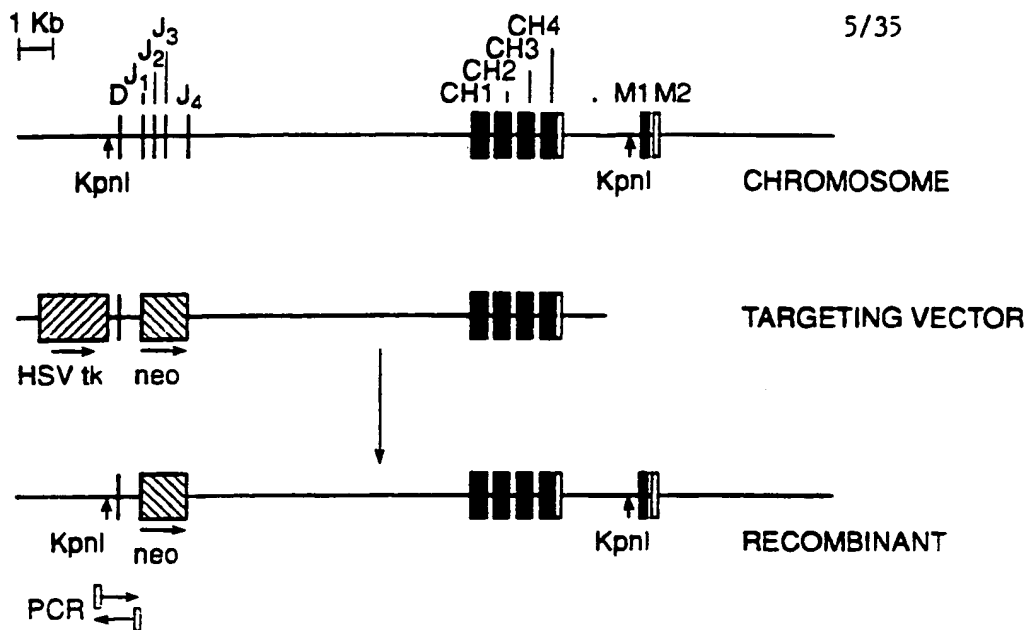 1 Kb
5/35
D J1 J2 J3 J4
CH1 CH2 CH3 CH4
M1 M2
KpnI
KpnI
CHROMOSOME
HSV tk
neo
TARGETING VECTOR
KpnI
neo
KpnI
RECOMBINANT
PCR